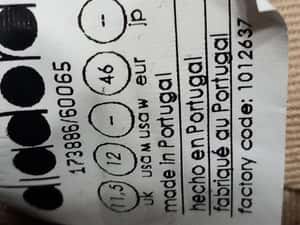 diadora
173886/60065
11,5 12 - 46 -
uk usa m usa w eur jp
made in Portugal
hecho en Portugal
fabriqué au Portugal
factory code: 1012637